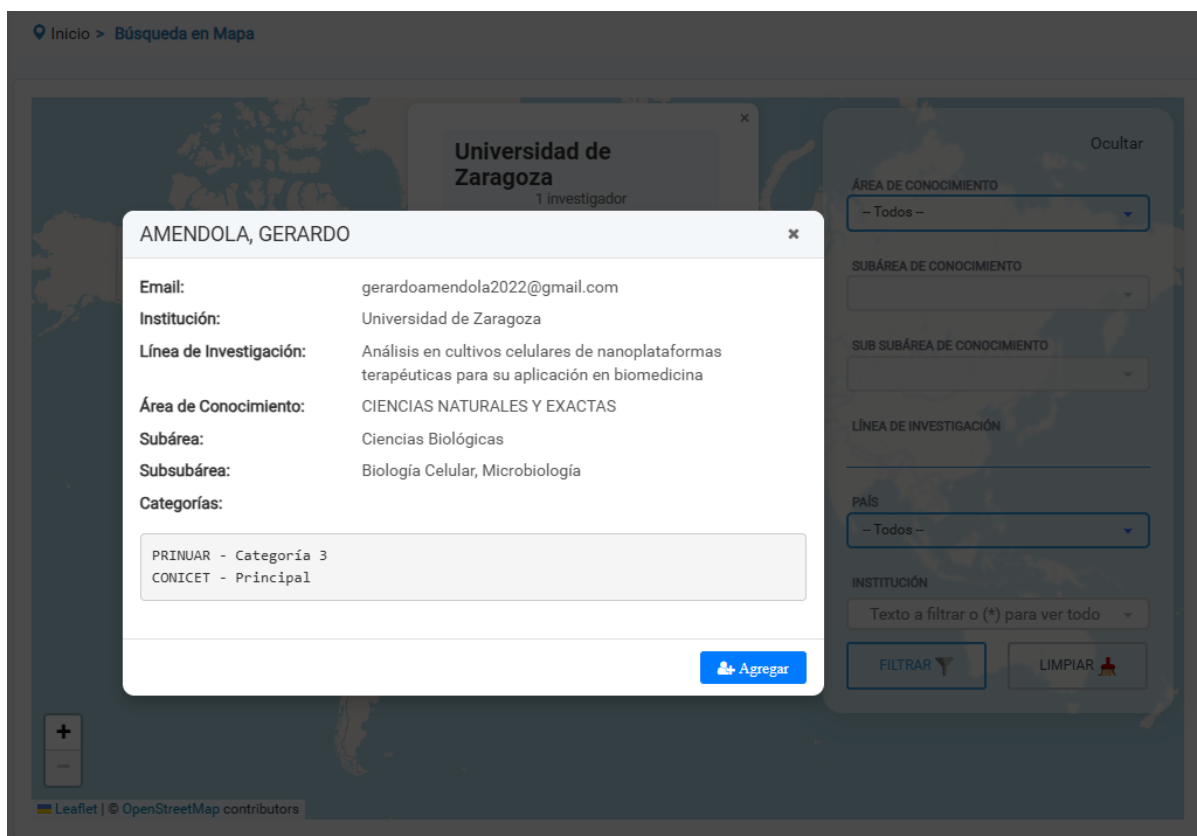 Inicio > Búsqueda en Mapa
×
Universidad de
Zaragoza
1 investigador
Ocultar
ÁREA DE CONOCIMIENTO
-- Todos --
SUBÁREA DE CONOCIMIENTO
SUB SUBÁREA DE CONOCIMIENTO
LÍNEA DE INVESTIGACIÓN
PAÍS
-- Todos --
INSTITUCIÓN
Texto a filtrar o (*) para ver todo
FILTRAR
LIMPIAR
AMENDOLA, GERARDO
×
Email: gerardoamendola2022@gmail.com
Institución: Universidad de Zaragoza
Línea de Investigación: Análisis en cultivos celulares de nanoplataformas
terapéuticas para su aplicación en biomedicina
Área de Conocimiento: CIENCIAS NATURALES Y EXACTAS
Subárea: Ciencias Biológicas
Subsubárea: Biología Celular, Microbiología
Categorías:
PRINUAR - Categoría 3
CONICET - Principal
Agregar
+
−
Leaflet | © OpenStreetMap contributors